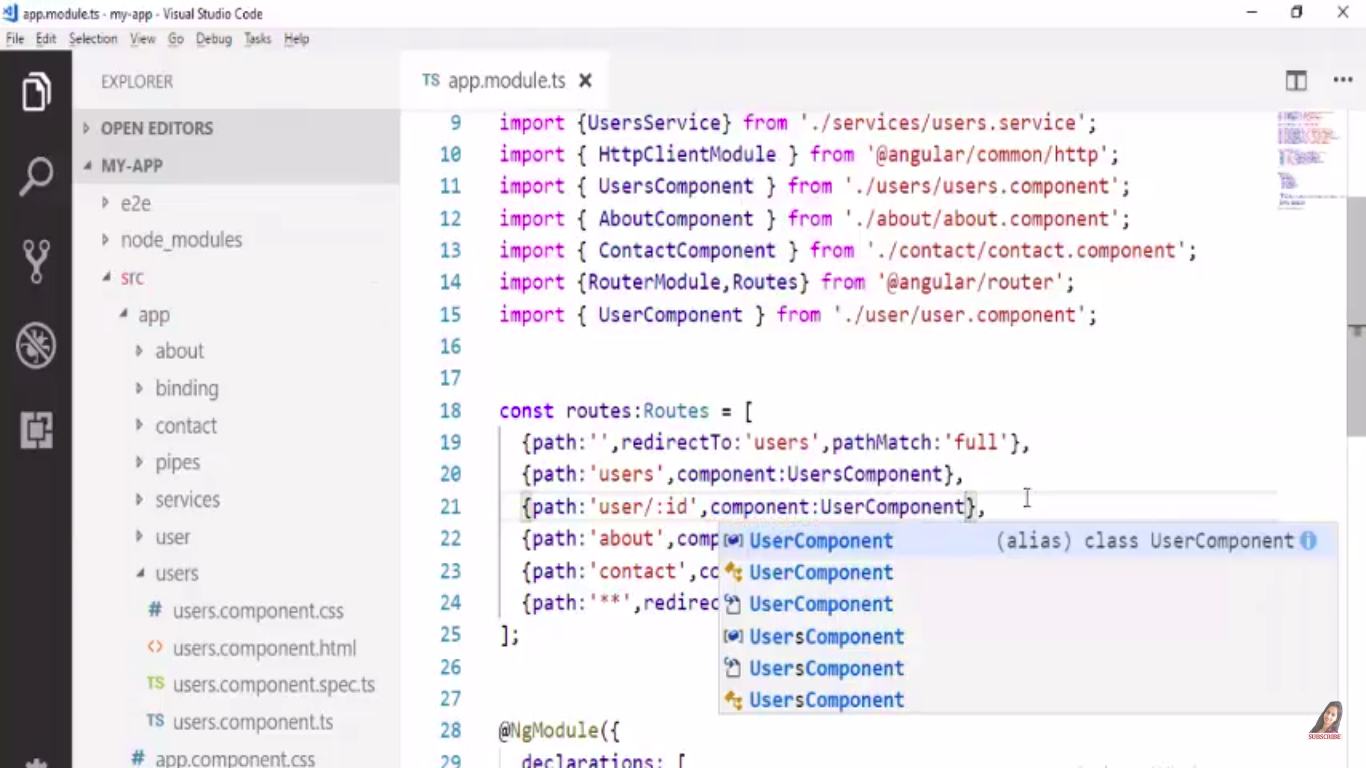 app.module.ts - my-app - Visual Studio Code
File Edit Selection View Go Debug Tasks Help
EXPLORER
OPEN EDITORS
MY-APP
e2e
node_modules
src
app
about
binding
contact
pipes
services
user
users
# users.component.css
<> users.component.html
TS users.component.spec.ts
TS users.component.ts
# app.component.css
TS app.module.ts
9 import {UsersService} from './services/users.service';
10 import { HttpClientModule } from '@angular/common/http';
11 import { UsersComponent } from './users/users.component';
12 import { AboutComponent } from './about/about.component';
13 import { ContactComponent } from './contact/contact.component';
14 import {RouterModule,Routes} from '@angular/router';
15 import { UserComponent } from './user/user.component';
16
17
18 const routes:Routes = [
19 {path:'',redirectTo:'users',pathMatch:'full'},
20 {path:'users',component:UsersComponent},
21 {path:'user/:id',component:UserComponent},
22 {path:'about',comp
23 {path:'contact',co
24 {path:'**',redirec
25 ];
26
27
28 @NgModule({
29 declarations: [
UserComponent (alias) class UserComponent
UserComponent
UserComponent
UsersComponent
UsersComponent
UsersComponent
SUBSCRIBE